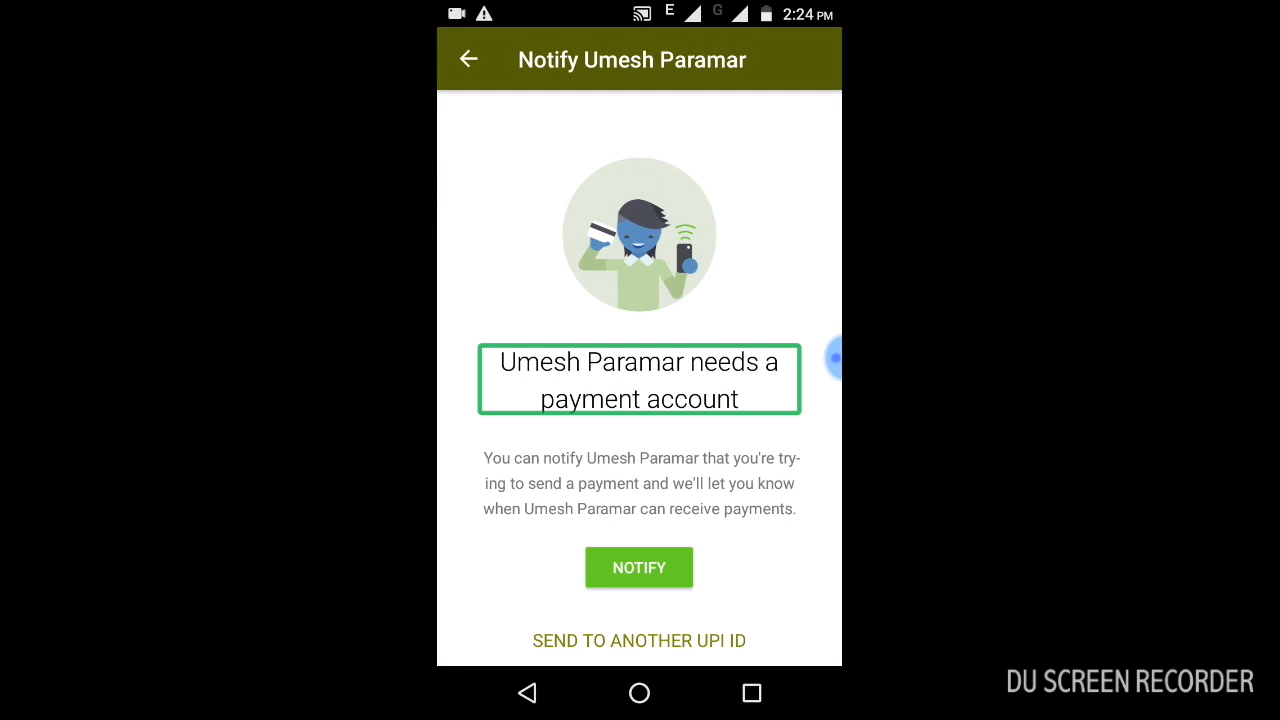 E G 2:24 PM
Notify Umesh Paramar
Umesh Paramar needs a
payment account
You can notify Umesh Paramar that you're try-
ing to send a payment and we'll let you know
when Umesh Paramar can receive payments.
NOTIFY
SEND TO ANOTHER UPI ID
DU SCREEN RECORDER